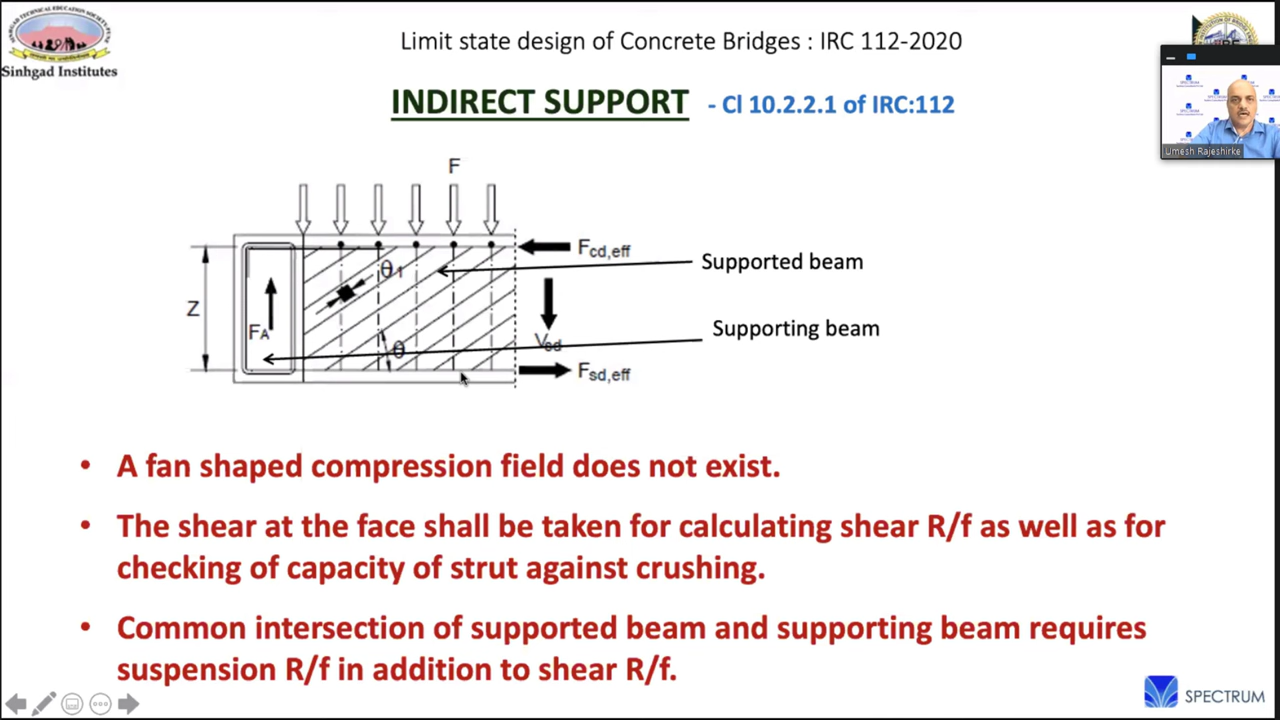 Limit state design of Concrete Bridges : IRC 112-2020
Sinhgad Institutes
INDIRECT SUPPORT - Cl 10.2.2.1 of IRC:112
Umesh Rajeshirke
F
Fcd,eff
θ1
Supported beam
Z
FA
Supporting beam
θ
Fsd,eff
• A fan shaped compression field does not exist.
• The shear at the face shall be taken for calculating shear R/f as well as for
checking of capacity of strut against crushing.
• Common intersection of supported beam and supporting beam requires
suspension R/f in addition to shear R/f.
SPECTRUM